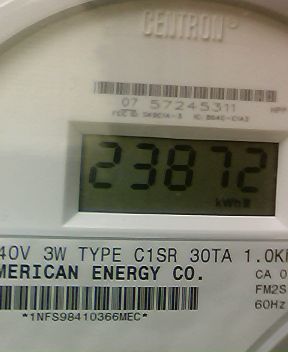 CENTRON
07 57245311
23872
kWh
40V 3W TYPE C1SR 30TA 1.0K
MERICAN ENERGY CO.
CA 0
FM2S
60Hz
*1NFS98410366MEC*